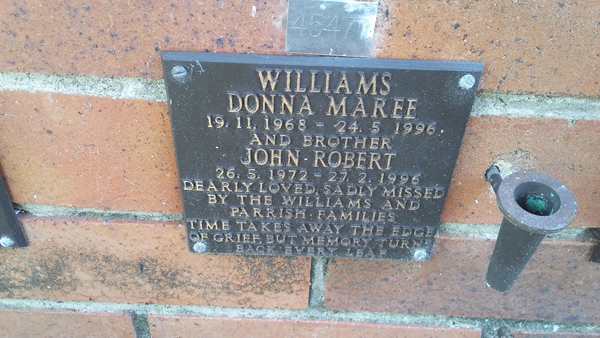 454
WILLIAMS
DONNA MAREE
19. 11. 1968 - 24. 5. 1996
AND BROTHER
JOHN ROBERT
26. 5. 1972 - 27. 2. 1996
DEARLY LOVED, SADLY MISSED
BY THE WILLIAMS AND
PARRISH FAMILIES
TIME TAKES AWAY THE EDGE
OF GRIEF BUT MEMORY TURNS
BACK EVERY LEAF